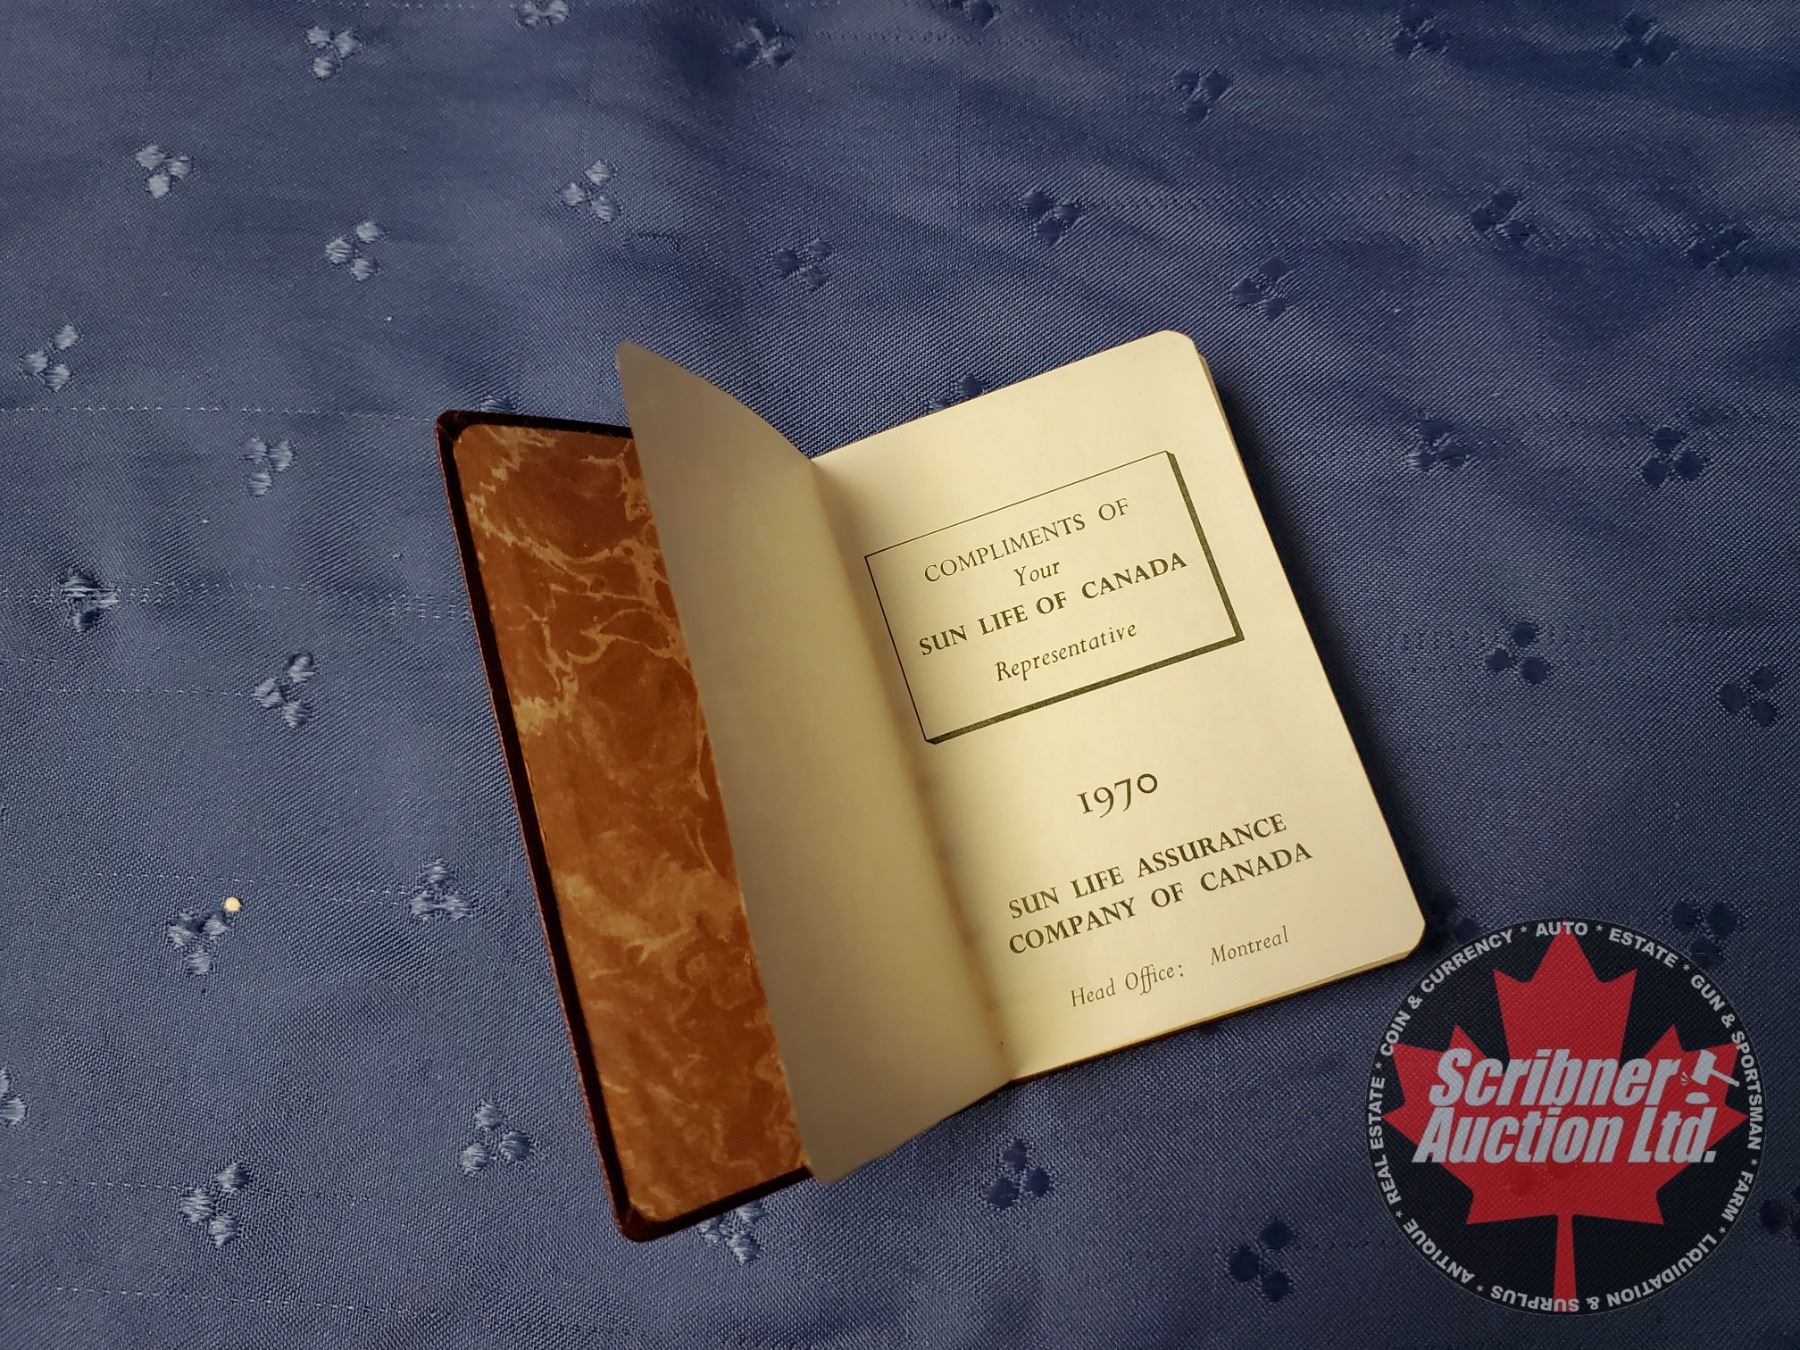 COMPLIMENTS OF
Your
SUN LIFE OF CANADA
Representative
1970
SUN LIFE ASSURANCE
COMPANY OF CANADA
Head Office: Montreal
Scribner
Auction Ltd.
REAL ESTATE * COIN & CURRENCY * AUTO * ESTATE * GUN & SPORTSMAN * FARM * LIQUIDATION & SURPLUS * ANTIQUE *